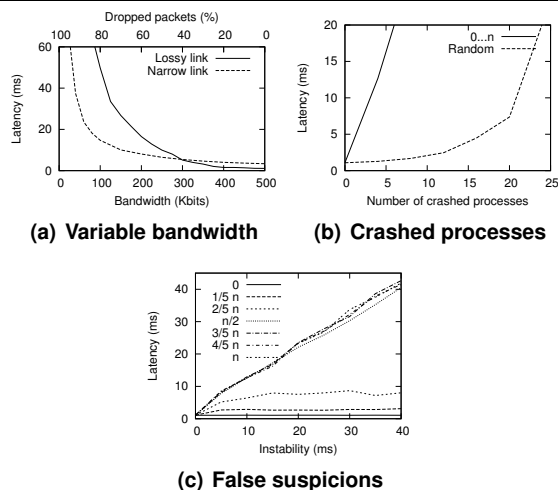 Dropped packets (%)
100 80 60 40 20 0
60
40
20
0
Latency (ms)
Lossy link
Narrow link
0 100 200 300 400 500
Bandwidth (Kbits)
(a) Variable bandwidth
20
15
10
5
0
Latency (ms)
0...n
Random
0 5 10 15 20 25
Number of crashed processes
(b) Crashed processes
40
30
20
10
0
Latency (ms)
0
1/5 n
2/5 n
n/2
3/5 n
4/5 n
n
0 10 20 30 40
Instability (ms)
(c) False suspicions